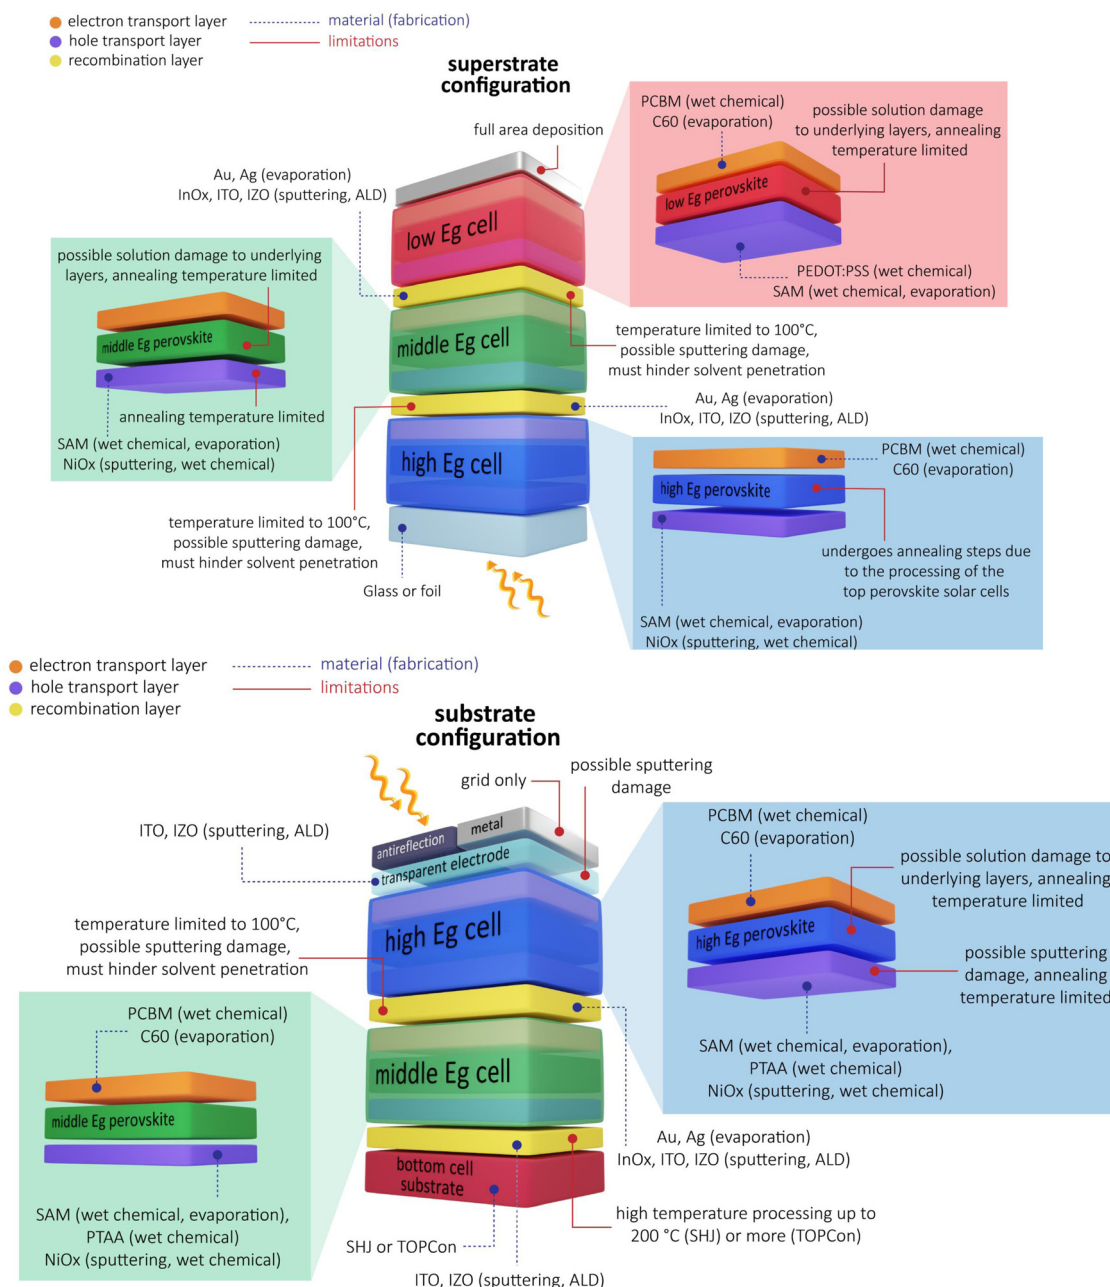 electron transport layer
material (fabrication)
hole transport layer
limitations
recombination layer
superstrate
configuration
full area deposition
Au, Ag (evaporation)
InOx, ITO, IZO (sputtering, ALD)
PCBM (wet chemical)
C60 (evaporation)
possible solution damage
to underlying layers, annealing
temperature limited
low Eg perovskite
PEDOT:PSS (wet chemical)
SAM (wet chemical, evaporation)
low Eg cell
possible solution damage to underlying
layers, annealing temperature limited
middle Eg perovskite
annealing temperature limited
SAM (wet chemical, evaporation)
NiOx (sputtering, wet chemical)
middle Eg cell
temperature limited to 100°C,
possible sputtering damage,
must hinder solvent penetration
Au, Ag (evaporation)
InOx, ITO, IZO (sputtering, ALD)
high Eg cell
PCBM (wet chemical)
C60 (evaporation)
high Eg perovskite
undergoes annealing steps due
to the processing of the
top perovskite solar cells
SAM (wet chemical, evaporation)
NiOx (sputtering, wet chemical)
temperature limited to 100°C,
possible sputtering damage,
must hinder solvent penetration
Glass or foil
electron transport layer
material (fabrication)
hole transport layer
limitations
recombination layer
substrate
configuration
grid only
possible sputtering
damage
ITO, IZO (sputtering, ALD)
antireflection
metal
transparent electrode
high Eg cell
PCBM (wet chemical)
C60 (evaporation)
possible solution damage to
underlying layers, annealing
temperature limited
high Eg perovskite
possible sputtering
damage, annealing
temperature limited
SAM (wet chemical, evaporation),
PTAA (wet chemical)
NiOx (sputtering, wet chemical)
temperature limited to 100°C,
possible sputtering damage,
must hinder solvent penetration
PCBM (wet chemical)
C60 (evaporation)
middle Eg perovskite
SAM (wet chemical, evaporation),
PTAA (wet chemical)
NiOx (sputtering, wet chemical)
middle Eg cell
Au, Ag (evaporation)
InOx, ITO, IZO (sputtering, ALD)
bottom cell
substrate
high temperature processing up to
200 °C (SHJ) or more (TOPCon)
SHJ or TOPCon
ITO, IZO (sputtering, ALD)